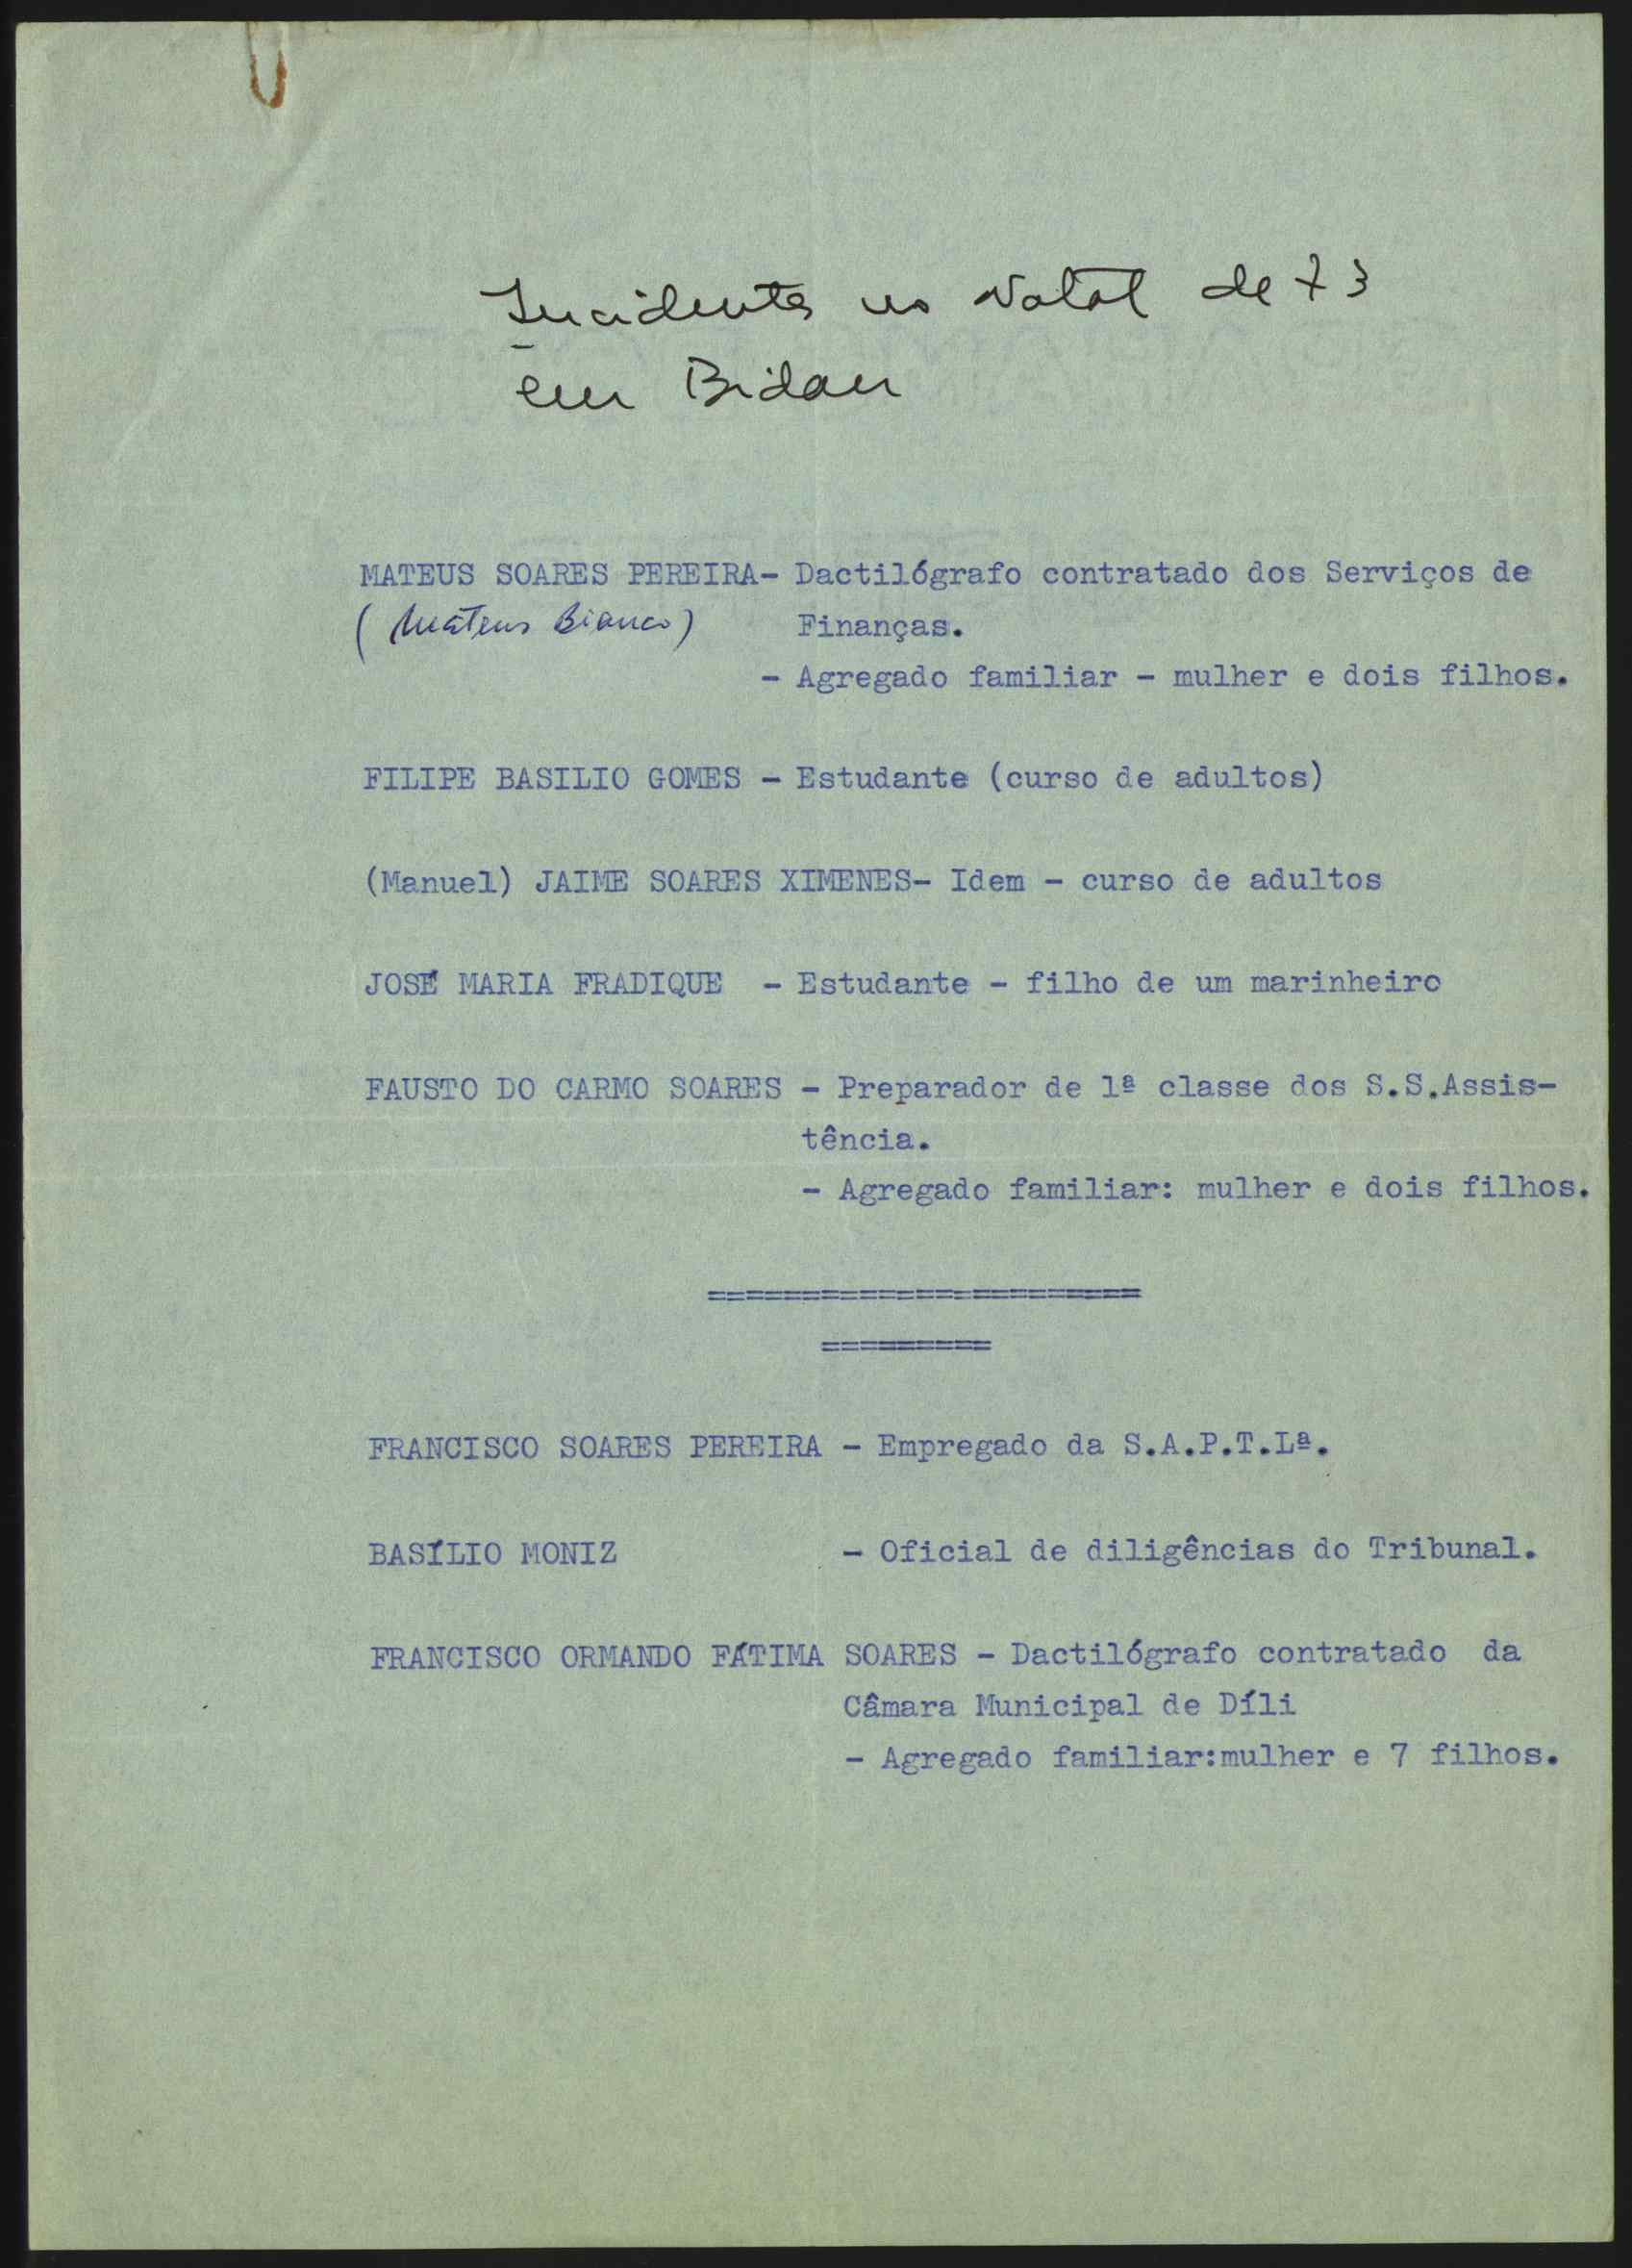 Incidentes no Natal de 73
em Bidau
MATEUS SOARES PEREIRA- Dactilógrafo contratado dos Serviços de
(Mateus Bianco) Finanças.
- Agregado familiar - mulher e dois filhos.
FILIPE BASILIO GOMES - Estudante (curso de adultos)
(Manuel) JAIME SOARES XIMENES- Idem - curso de adultos
JOSÉ MARIA FRADIQUE - Estudante - filho de um marinheiro
FAUSTO DO CARMO SOARES - Preparador de 1ª classe dos S.S.Assis-
tência.
- Agregado familiar: mulher e dois filhos.
=======================
=========
FRANCISCO SOARES PEREIRA - Empregado da S.A.P.T.Lª.
BASÍLIO MONIZ - Oficial de diligências do Tribunal.
FRANCISCO ORMANDO FÁTIMA SOARES - Dactilógrafo contratado da
Câmara Municipal de Díli
- Agregado familiar:mulher e 7 filhos.